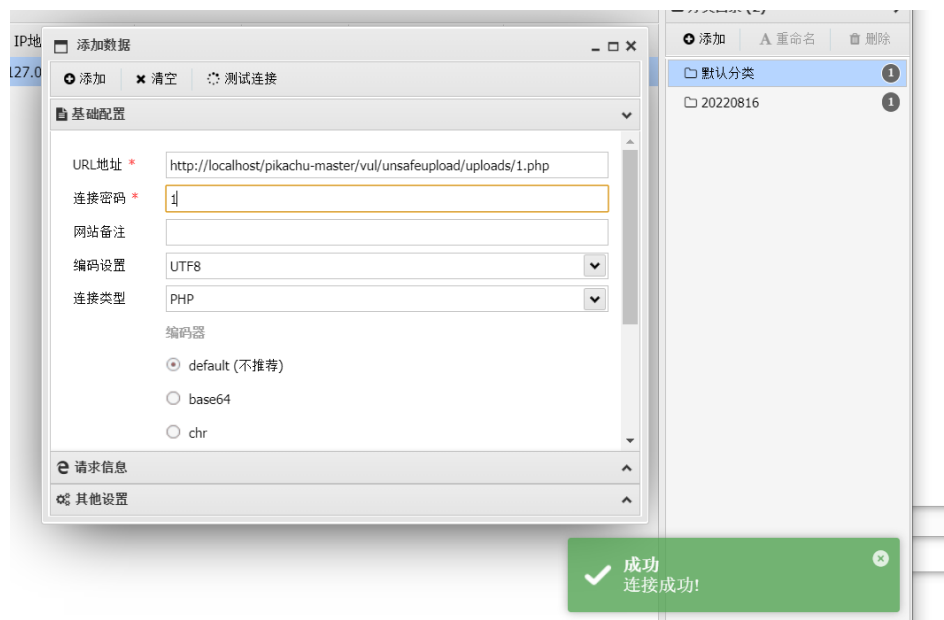 IP地
127.0
添加数据
添加 清空 测试连接
基础配置
URL地址 * http://localhost/pikachu-master/vul/unsafeupload/uploads/1.php
连接密码 * 1
网站备注
编码设置 UTF8
连接类型 PHP
编码器
default (不推荐)
base64
chr
请求信息
其他设置
添加 重命名 删除
默认分类 1
20220816 1
成功
连接成功!